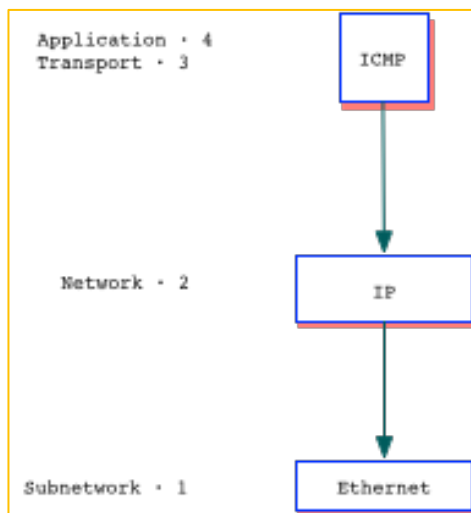 Application · 4
Transport · 3
ICMP
Network · 2
IP
Subnetwork · 1
Ethernet